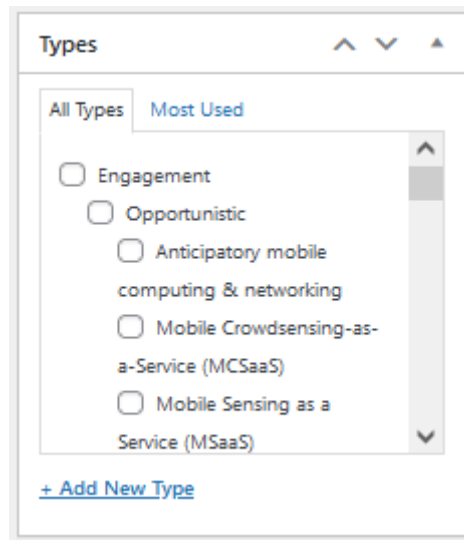 Types
All Types Most Used
Engagement
Opportunistic
Anticipatory mobile
computing & networking
Mobile Crowdsensing-as-
a-Service (MCSaaS)
Mobile Sensing as a
Service (MSaaS)
+ Add New Type